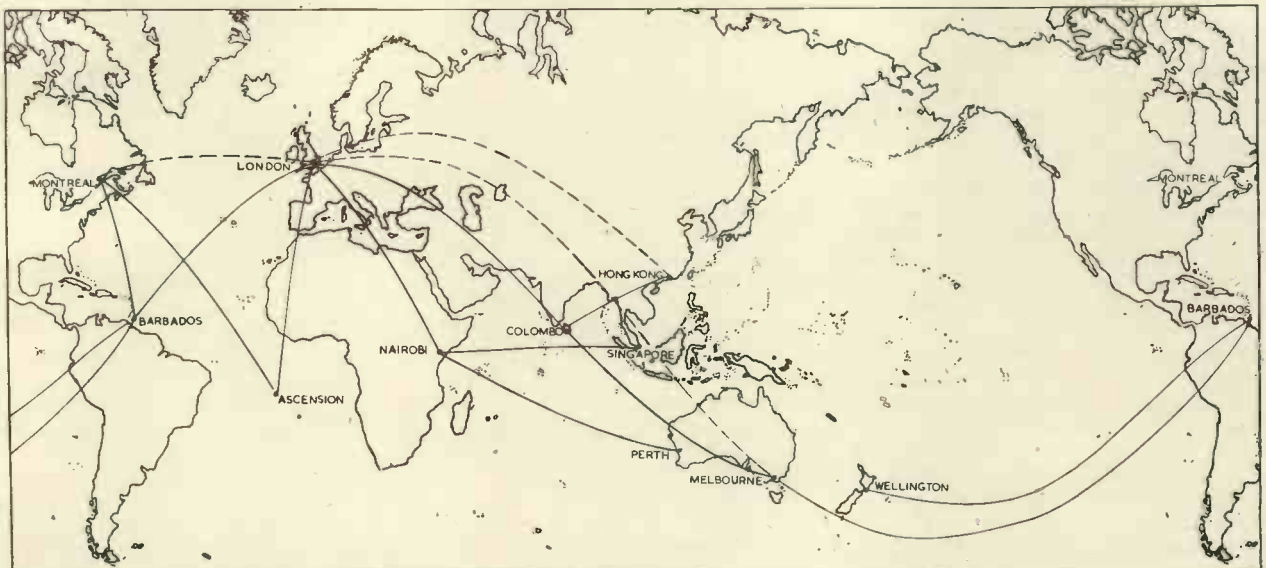 MONTREAL
LONDON
MONTREAL
HONG KONG
BARBADOS
BARBADOS
COLOMBO
NAIROBI
SINGAPORE
ASCENSION
PERTH
MELBOURNE
WELLINGTON